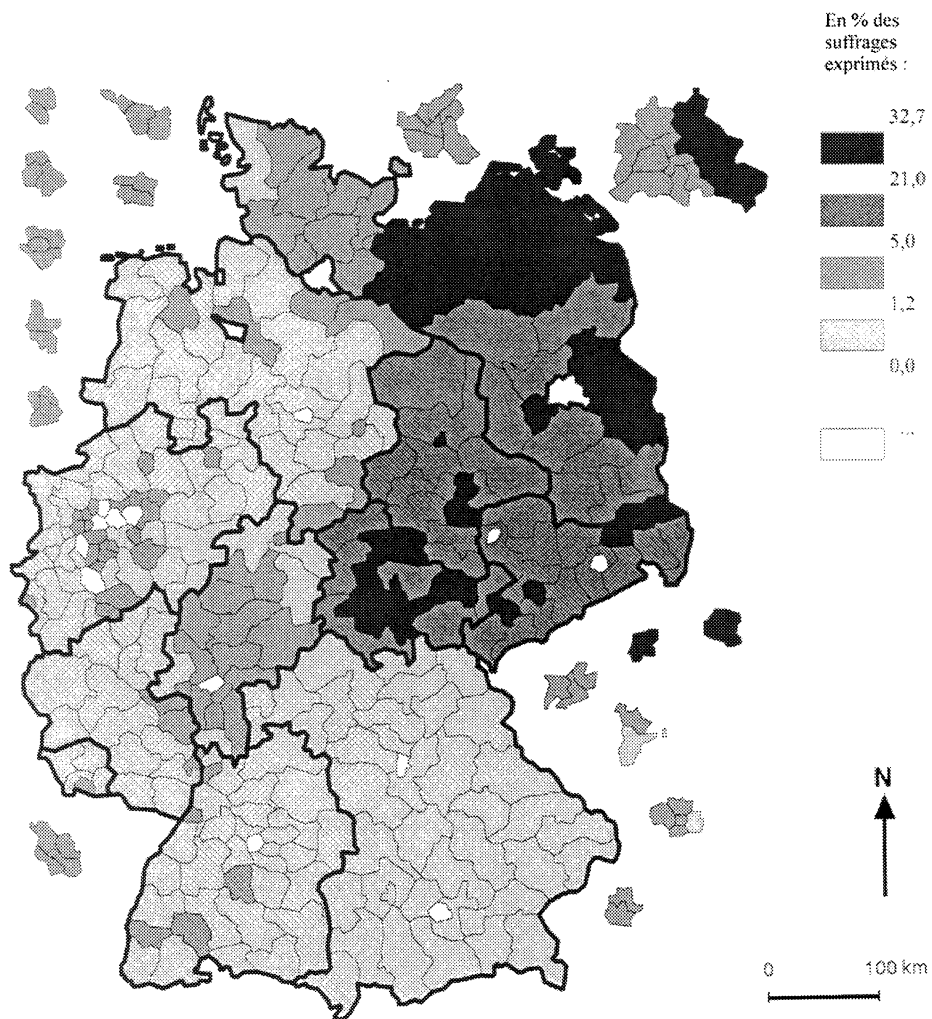 En % des
suffrages
exprimés :
32,7
21,0
5,0
1,2
0,0
...
N
0
100 km